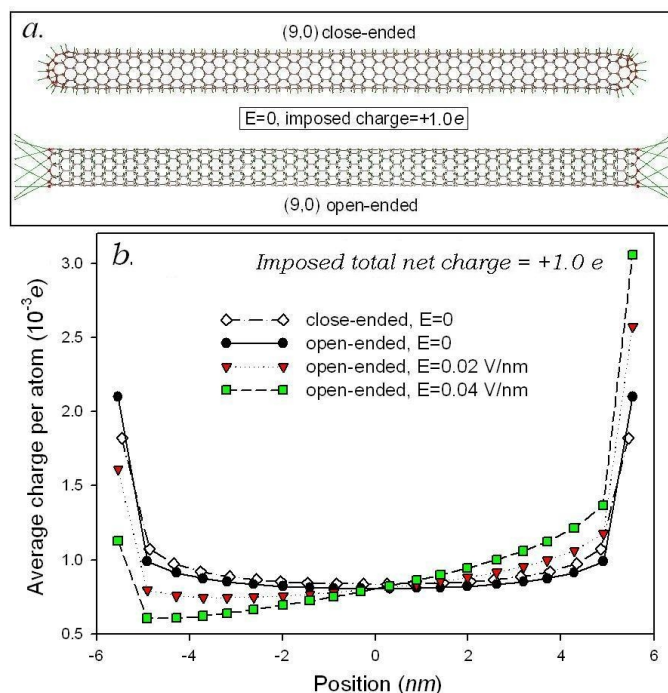 a.
(9,0) close-ended
E=0, imposed charge=+1.0 e
(9,0) open-ended
b.
Imposed total net charge = +1.0 e
close-ended, E=0
open-ended, E=0
open-ended, E=0.02 V/nm
open-ended, E=0.04 V/nm
Average charge per atom (10⁻³e)
3.0
2.5
2.0
1.5
1.0
0.5
-6 -4 -2 0 2 4 6
Position (nm)